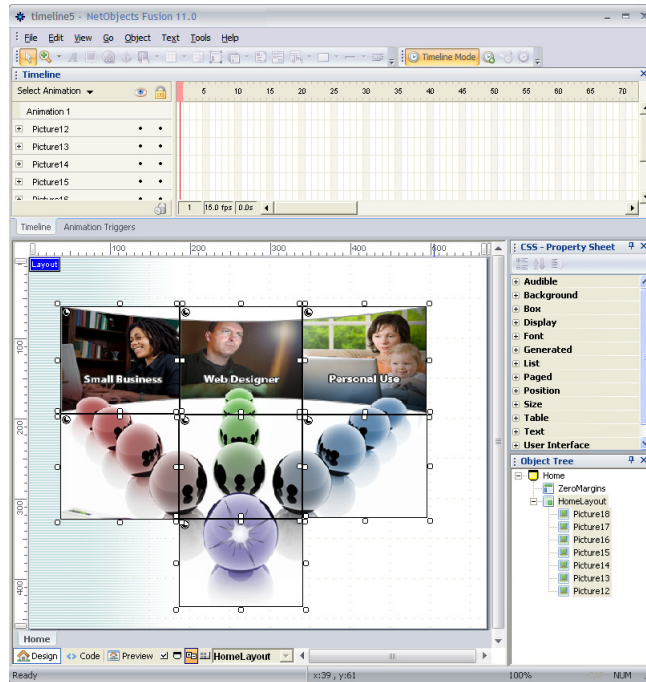 timeline5 - NetObjects Fusion 11.0
File Edit View Go Object Text Tools Help
Timeline Mode
Timeline
Select Animation 5 10 15 20 25 30 35 40 45 50 55 60 65 70
Animation 1
Picture12
Picture13
Picture14
Picture15
Picture16
1 15.0 fps 0.0s
Timeline Animation Triggers
CSS - Property Sheet
0 100 200 300 400 500
Layout
Audible
Background
Box
Display
Font
Generated
List
Paged
Position
Size
Table
Text
User Interface
100
200
300
400
Small Business Web Designer Personal Use
Object Tree
Home
ZeroMargins
HomeLayout
Picture18
Picture17
Picture16
Picture15
Picture14
Picture13
Picture12
Home
Design Code Preview HomeLayout
Ready x:39 , y:61 100% CAP NUM